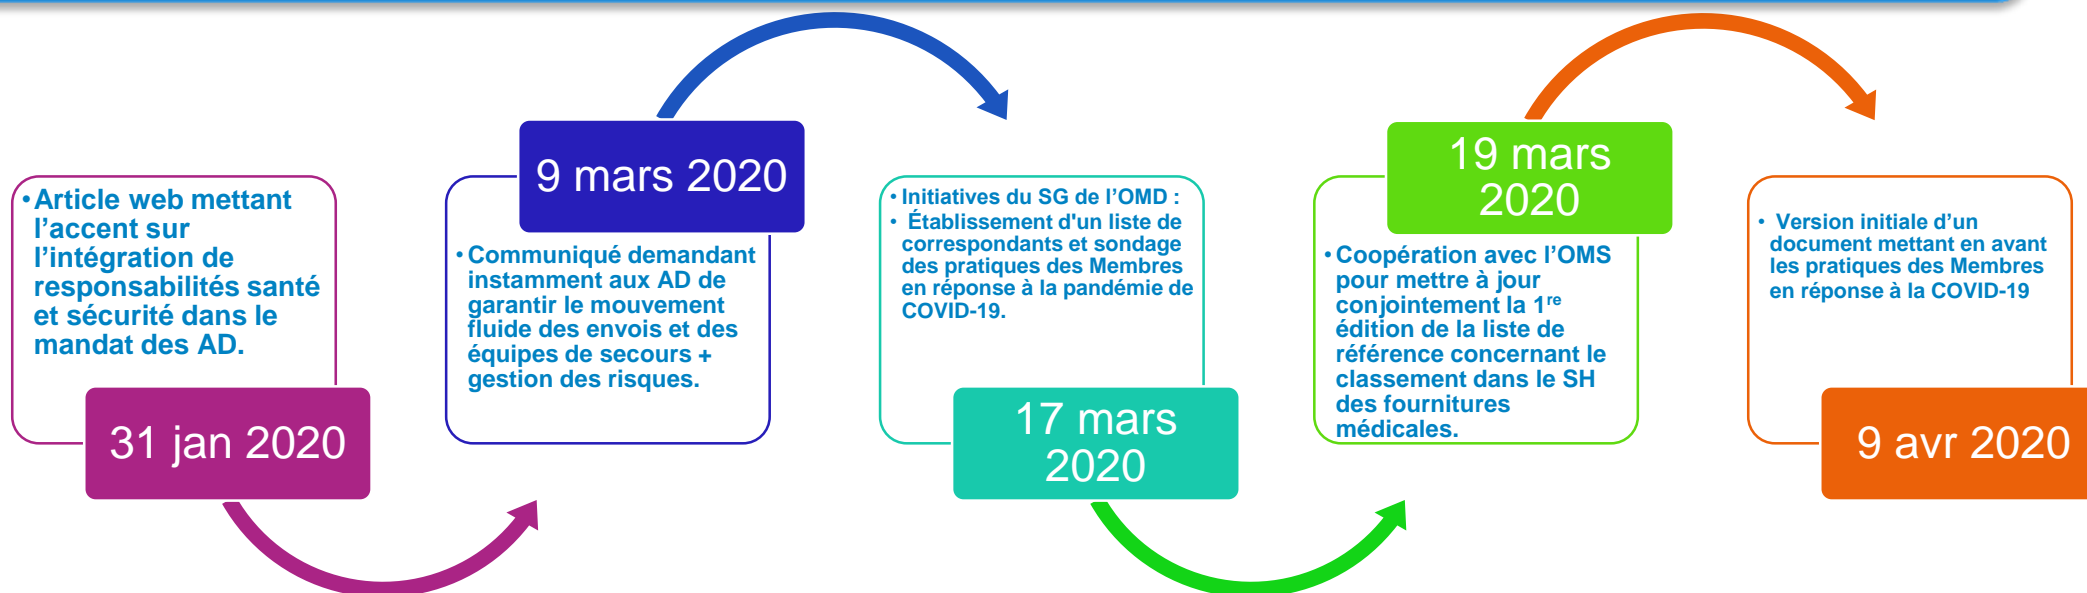 •Article web mettant
l’accent sur
l’intégration de
responsabilités santé
et sécurité dans le
mandat des AD.
31 jan 2020
9 mars 2020
•Communiqué demandant
instamment aux AD de
garantir le mouvement
fluide des envois et des
équipes de secours +
gestion des risques.
• Initiatives du SG de l’OMD :
• Établissement d'un liste de
correspondants et sondage
des pratiques des Membres
en réponse à la pandémie de
COVID-19.
17 mars
2020
19 mars
2020
•Coopération avec l’OMS
pour mettre à jour
conjointement la 1re
édition de la liste de
référence concernant le
classement dans le SH
des fournitures
médicales.
• Version initiale d’un
document mettant en avant
les pratiques des Membres
en réponse à la COVID-19
9 avr 2020